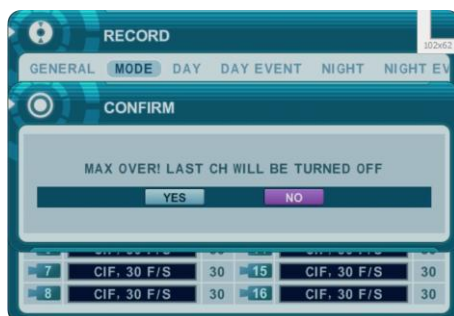 RECORD
102x62
GENERAL MODE DAY DAY EVENT NIGHT NIGHT EV
CONFIRM
MAX OVER! LAST CH WILL BE TURNED OFF
YES NO
7 CIF, 30 F/S 30 15 CIF, 30 F/S 30
8 CIF, 30 F/S 30 16 CIF, 30 F/S 30